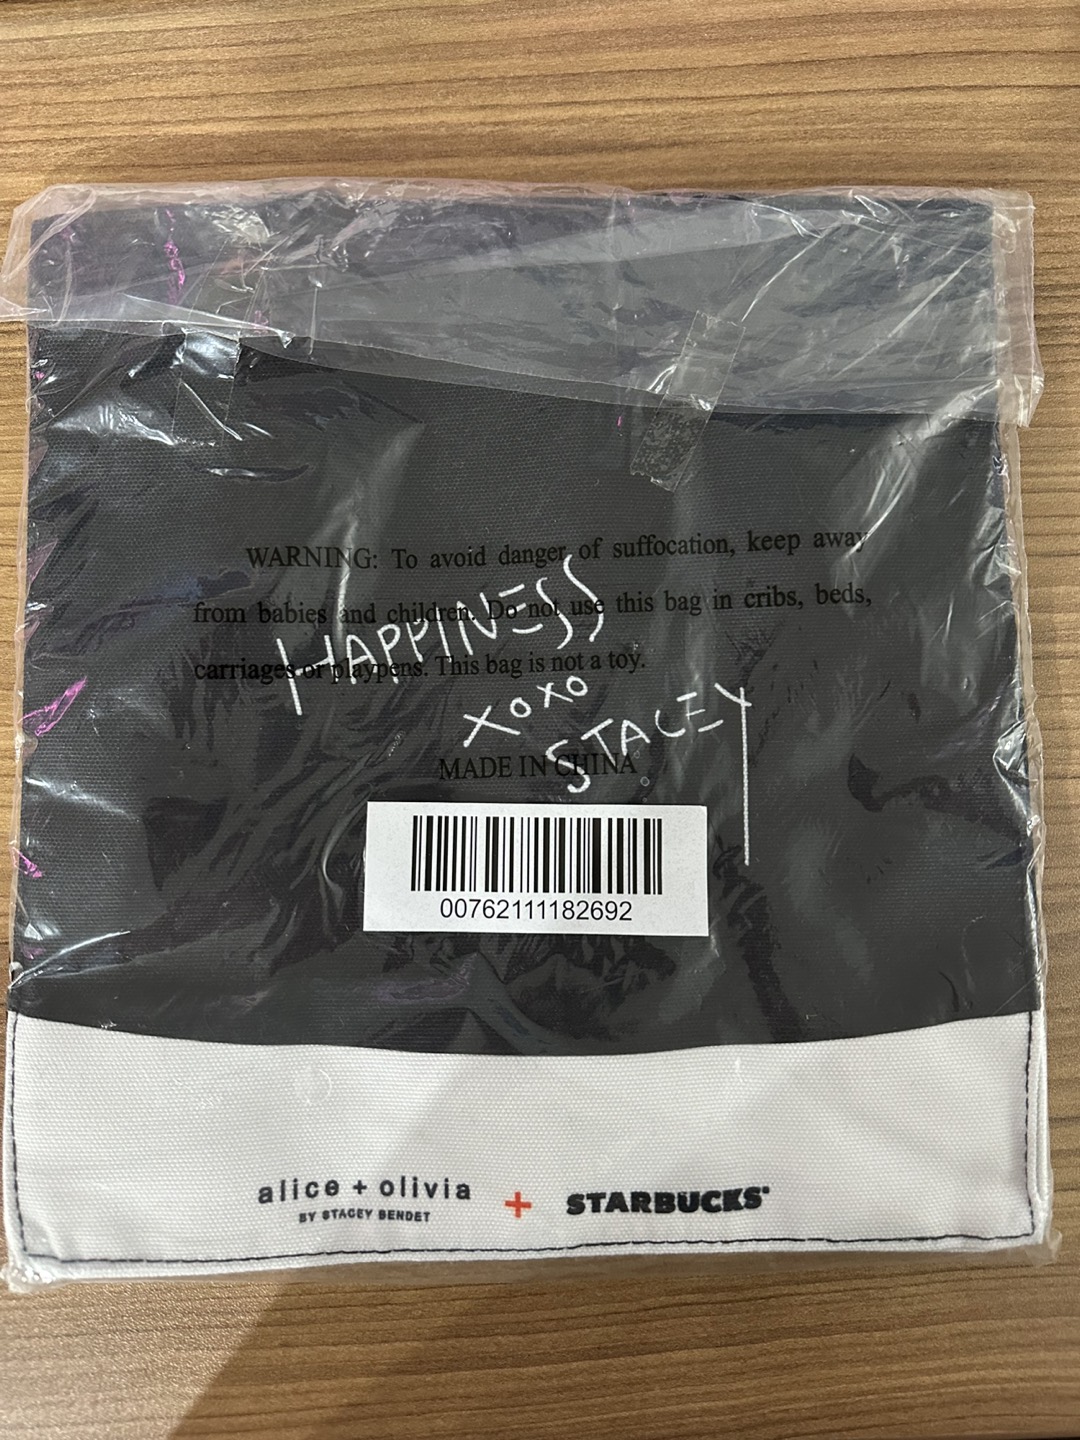 WARNING: To avoid danger of suffocation, keep away
from babies and children. Do not use this bag in cribs, beds,
carriages or playpens. This bag is not a toy.
HAPPINESS
xoxo
STACEY
MADE IN CHINA
00762111182692
alice + olivia + STARBUCKS®
BY STACEY BENDET